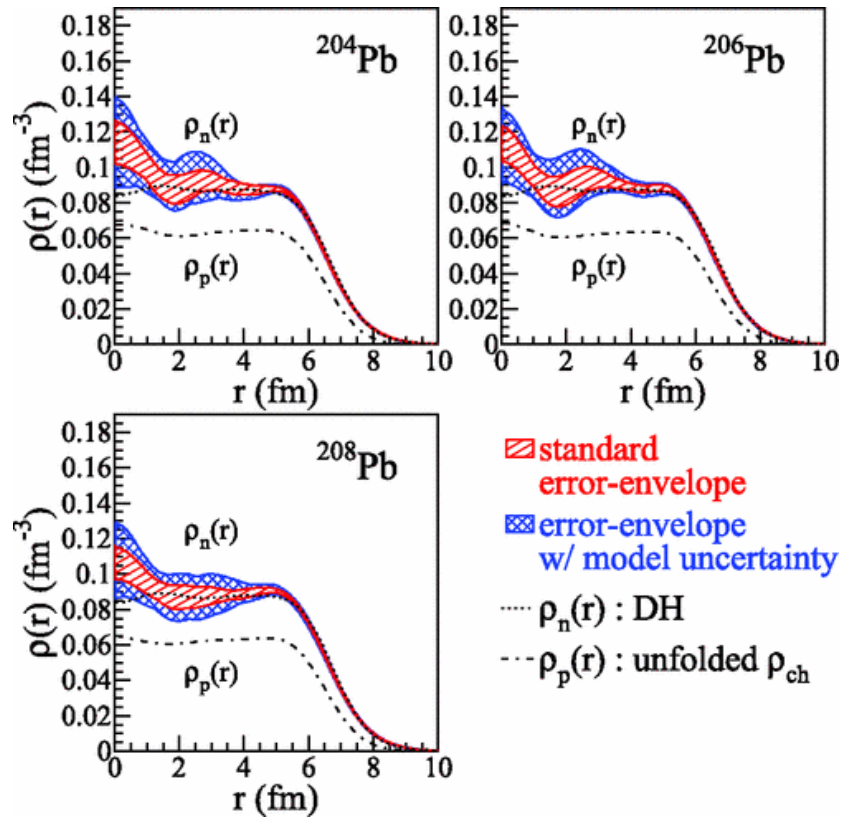 0.18
0.16
0.14
0.12
0.1
0.08
0.06
0.04
0.02
0
ρ(r) (fm⁻³)
²⁰⁴Pb
ρₙ(r)
ρₚ(r)
0 2 4 6 8 10
r (fm)
0.18
0.16
0.14
0.12
0.1
0.08
0.06
0.04
0.02
0
²⁰⁶Pb
ρₙ(r)
ρₚ(r)
0 2 4 6 8 10
r (fm)
0.18
0.16
0.14
0.12
0.1
0.08
0.06
0.04
0.02
0
ρ(r) (fm⁻³)
²⁰⁸Pb
ρₙ(r)
ρₚ(r)
0 2 4 6 8 10
r (fm)
standard
error-envelope
error-envelope
w/ model uncertainty
ρₙ(r) : DH
ρₚ(r) : unfolded ρ_ch